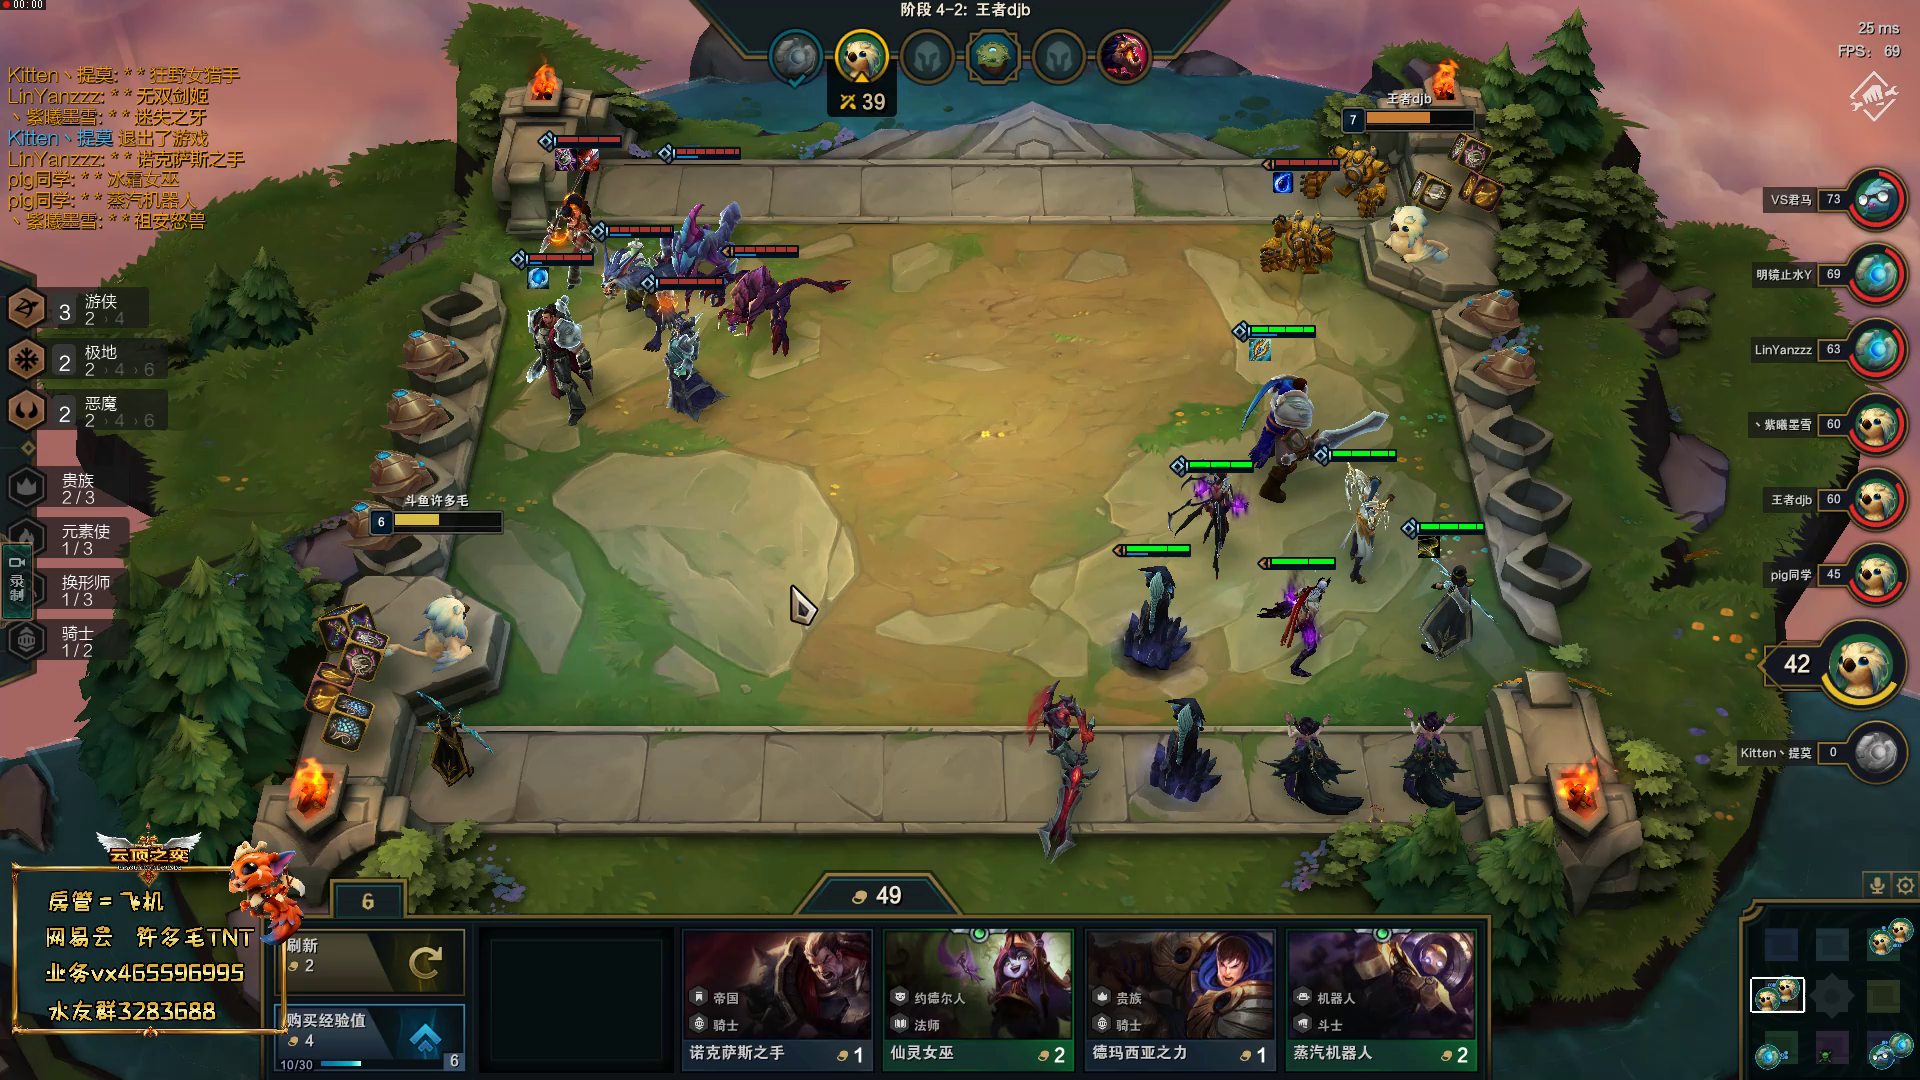 00:00
阶段 4-2: 王者djb
39
25 ms
FPS: 69
Kitten丶提莫: * * 狂野女猎手
LinYanzzz: * * 无双剑姬
丶紫曦墨雪: * * 迷失之牙
Kitten丶提莫 退出了游戏
LinYanzzz: * * 诺克萨斯之手
pig同学: * * 冰霜女巫
pig同学: * * 蒸汽机器人
丶紫曦墨雪: * * 祖安怒兽
王者djb
7
VS君马 73
明镜止水Y 69
LinYanzzz 63
丶紫曦墨雪 60
王者djb 60
pig同学 45
42
Kitten丶提莫 0
3 游侠
2 › 4
2 极地
2 › 4 › 6
2 恶魔
2 › 4 › 6
贵族
2 / 3
元素使
1 / 3
换形师
1 / 3
骑士
1 / 2
录制
斗鱼许多毛
6
云顶之弈
房管 = 飞机
网易云 许多毛TNT
业务vx465596995
水友群3283688
6
49
刷新
2
购买经验值
4
10/30
6
帝国
骑士
诺克萨斯之手 1
约德尔人
法师
仙灵女巫 2
贵族
骑士
德玛西亚之力 1
机器人
斗士
蒸汽机器人 2